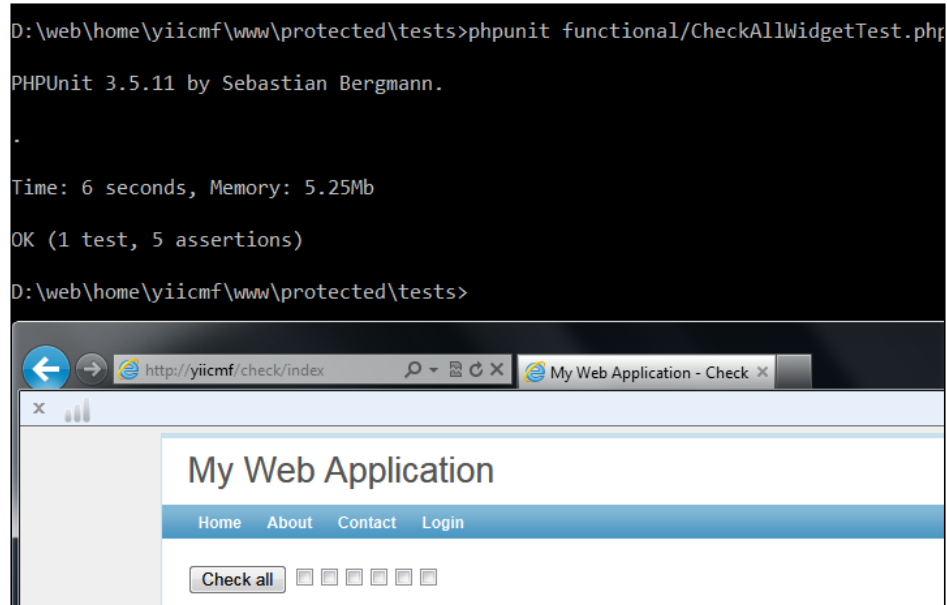 D:\web\home\yiicmf\www\protected\tests>phpunit functional/CheckAllWidgetTest.php
PHPUnit 3.5.11 by Sebastian Bergmann.
.
Time: 6 seconds, Memory: 5.25Mb
OK (1 test, 5 assertions)
D:\web\home\yiicmf\www\protected\tests>
http://yiicmf/check/index My Web Application - Check
x
My Web Application
Home About Contact Login
Check all